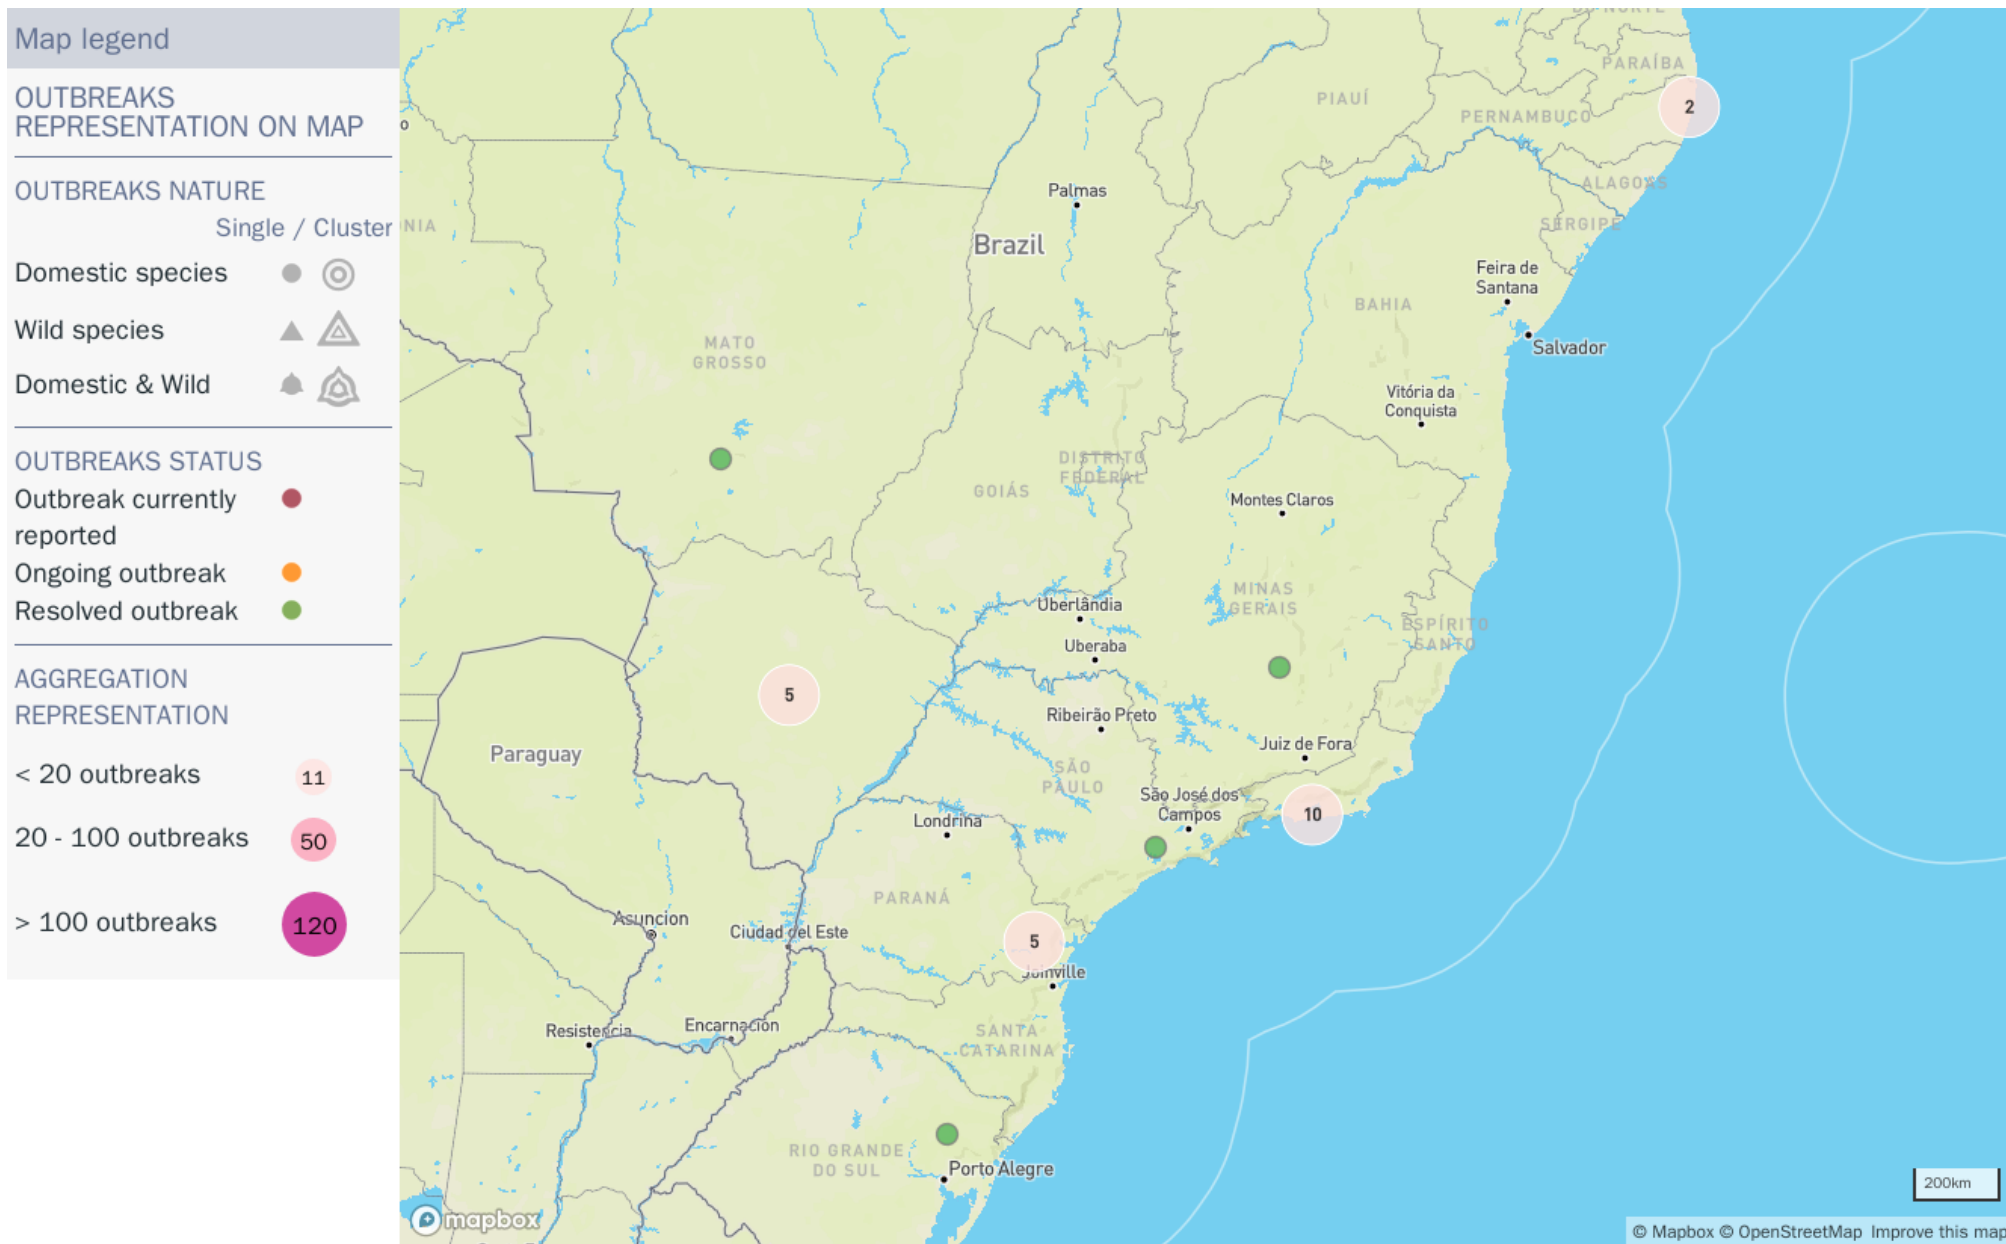 Map legend
OUTBREAKS
REPRESENTATION ON MAP
OUTBREAKS NATURE
Single / Cluster
Domestic species
Wild species
Domestic & Wild
OUTBREAKS STATUS
Outbreak currently
reported
Ongoing outbreak
Resolved outbreak
AGGREGATION
REPRESENTATION
< 20 outbreaks
11
20 - 100 outbreaks
50
> 100 outbreaks
120
DO NORTE
PARAÍBA
2
PIAUÍ
PERNAMBUCO
o
ALAGOAS
Palmas
SERGIPE
NIA
Brazil
Feira de
Santana
BAHIA
Salvador
MATO
GROSSO
Vitória da
Conquista
DISTRITO
FEDERAL
GOIÁS
Montes Claros
MINAS
GERAIS
Uberlândia
ESPÍRITO
SANTO
Uberaba
5
Ribeirão Preto
Juiz de Fora
Paraguay
SÃO
PAULO
São José dos
Campos
10
Londrina
PARANÁ
Asuncion
Ciudad del Este
5
Joinville
Resistencia
Encarnación
SANTA
CATARINA
RIO GRANDE
DO SUL
Porto Alegre
200km
mapbox
© Mapbox © OpenStreetMap Improve this map